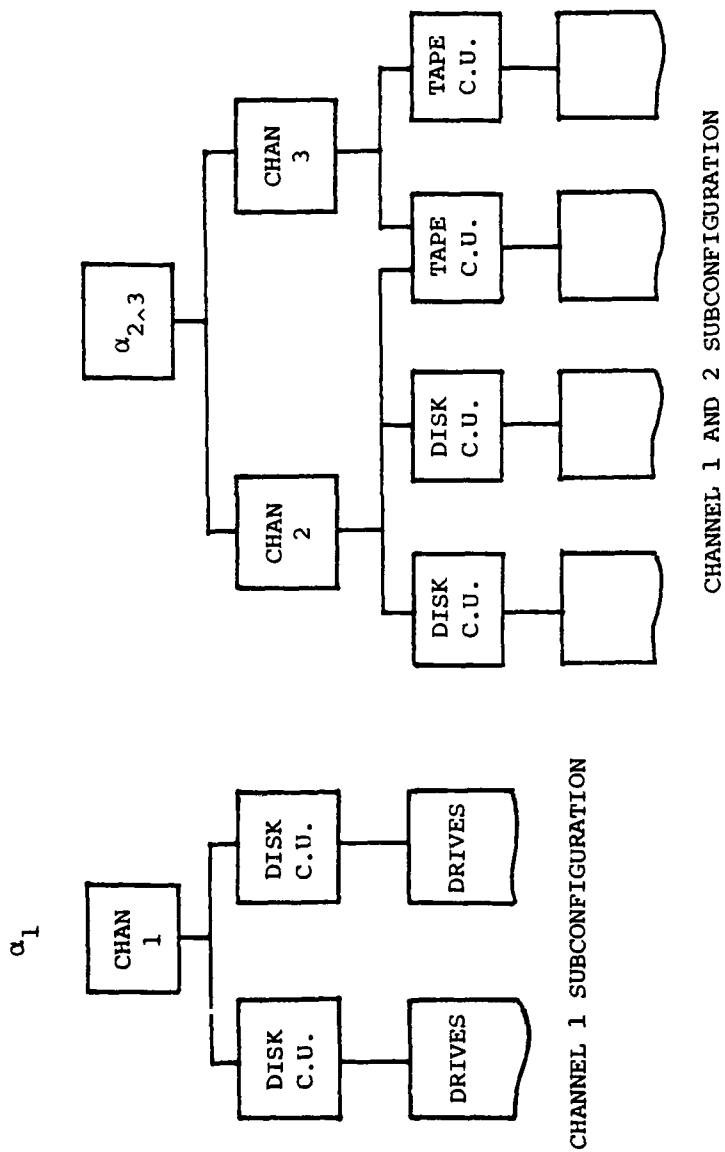 α1
CHAN
1
DISK
C.U.
DISK
C.U.
DRIVES
DRIVES
CHANNEL 1 SUBCONFIGURATION
α2∧3
CHAN
2
CHAN
3
DISK
C.U.
DISK
C.U.
TAPE
C.U.
TAPE
C.U.
CHANNEL 1 AND 2 SUBCONFIGURATION